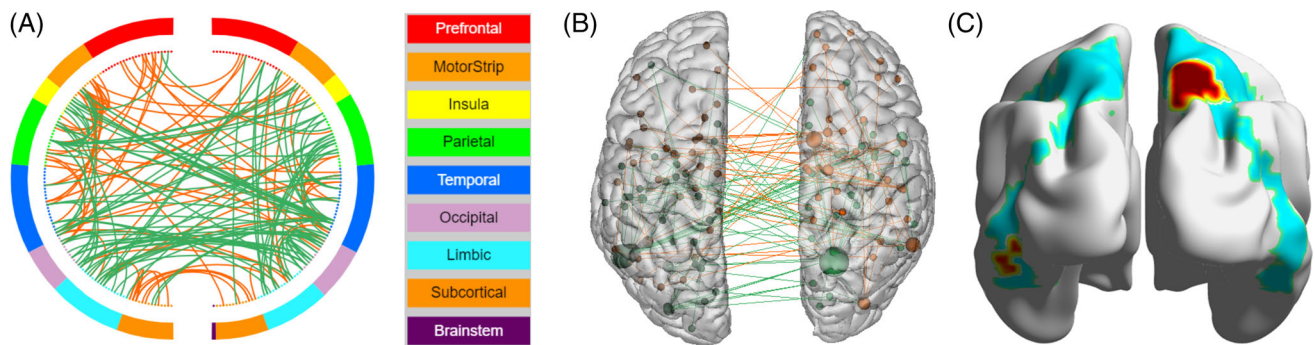 (A)
Prefrontal
MotorStrip
Insula
Parietal
Temporal
Occipital
Limbic
Subcortical
Brainstem
(B)
(C)